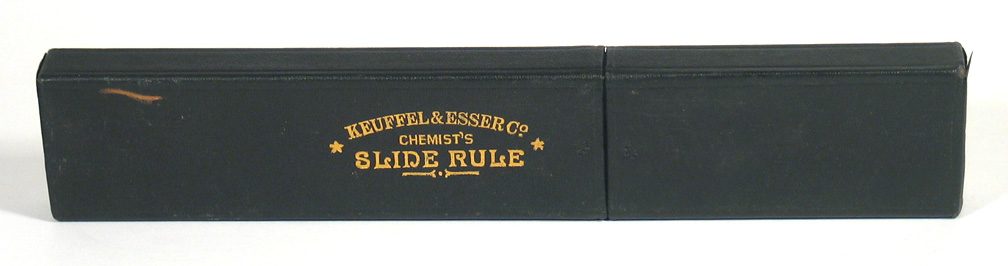 KEUFFEL & ESSER Co.
CHEMIST'S
SLIDE RULE